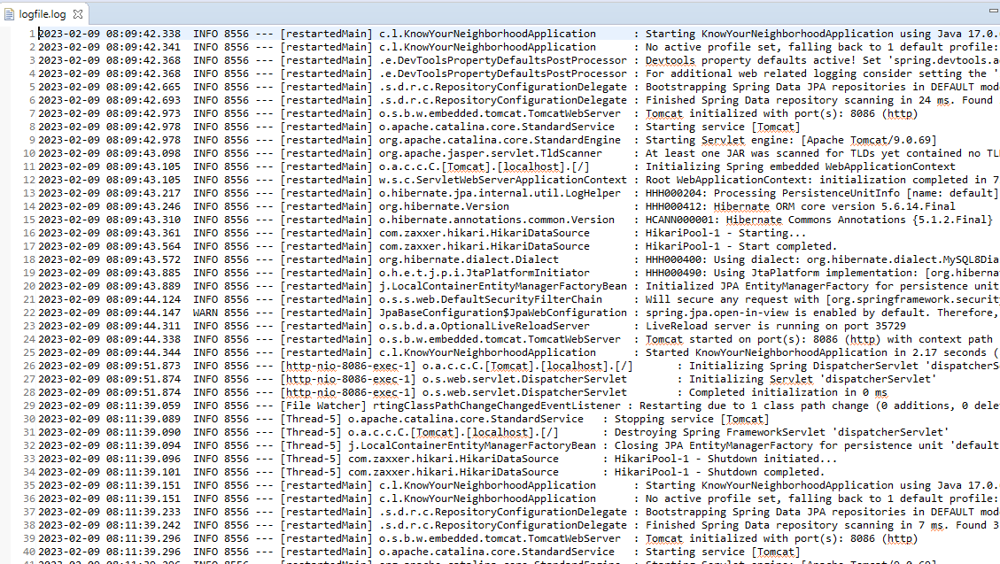 logfile.log
1 2023-02-09 08:09:42.338 INFO 8556 --- [restartedMain] c.l.KnowYourNeighborhoodApplication : Starting KnowYourNeighborhoodApplication using Java 17.0.
2 2023-02-09 08:09:42.341 INFO 8556 --- [restartedMain] c.l.KnowYourNeighborhoodApplication : No active profile set, falling back to 1 default profile:
3 2023-02-09 08:09:42.368 INFO 8556 --- [restartedMain] .e.DevToolsPropertyDefaultsPostProcessor : Devtools property defaults active! Set 'spring.devtools.a
4 2023-02-09 08:09:42.368 INFO 8556 --- [restartedMain] .e.DevToolsPropertyDefaultsPostProcessor : For additional web related logging consider setting the '
5 2023-02-09 08:09:42.665 INFO 8556 --- [restartedMain] .s.d.r.c.RepositoryConfigurationDelegate : Bootstrapping Spring Data JPA repositories in DEFAULT mod
6 2023-02-09 08:09:42.693 INFO 8556 --- [restartedMain] .s.d.r.c.RepositoryConfigurationDelegate : Finished Spring Data repository scanning in 24 ms. Found
7 2023-02-09 08:09:42.973 INFO 8556 --- [restartedMain] o.s.b.w.embedded.tomcat.TomcatWebServer : Tomcat initialized with port(s): 8086 (http)
8 2023-02-09 08:09:42.978 INFO 8556 --- [restartedMain] o.apache.catalina.core.StandardService : Starting service [Tomcat]
9 2023-02-09 08:09:42.978 INFO 8556 --- [restartedMain] org.apache.catalina.core.StandardEngine : Starting Servlet engine: [Apache Tomcat/9.0.69]
10 2023-02-09 08:09:43.098 INFO 8556 --- [restartedMain] org.apache.jasper.servlet.TldScanner : At least one JAR was scanned for TLDs yet contained no TL
11 2023-02-09 08:09:43.105 INFO 8556 --- [restartedMain] o.a.c.c.C.[Tomcat].[localhost].[/] : Initializing Spring embedded WebApplicationContext
12 2023-02-09 08:09:43.105 INFO 8556 --- [restartedMain] w.s.c.ServletWebServerApplicationContext : Root WebApplicationContext: initialization completed in 7
13 2023-02-09 08:09:43.217 INFO 8556 --- [restartedMain] o.hibernate.jpa.internal.util.LogHelper : HHH000204: Processing PersistenceUnitInfo [name: default]
14 2023-02-09 08:09:43.246 INFO 8556 --- [restartedMain] org.hibernate.Version : HHH000412: Hibernate ORM core version 5.6.14.Final
15 2023-02-09 08:09:43.310 INFO 8556 --- [restartedMain] o.hibernate.annotations.common.Version : HCANN000001: Hibernate Commons Annotations {5.1.2.Final}
16 2023-02-09 08:09:43.361 INFO 8556 --- [restartedMain] com.zaxxer.hikari.HikariDataSource : HikariPool-1 - Starting...
17 2023-02-09 08:09:43.564 INFO 8556 --- [restartedMain] com.zaxxer.hikari.HikariDataSource : HikariPool-1 - Start completed.
18 2023-02-09 08:09:43.572 INFO 8556 --- [restartedMain] org.hibernate.dialect.Dialect : HHH000400: Using dialect: org.hibernate.dialect.MySQL8Dia
19 2023-02-09 08:09:43.885 INFO 8556 --- [restartedMain] o.h.e.t.j.p.i.JtaPlatformInitiator : HHH000490: Using JtaPlatform implementation: [org.hiberna
20 2023-02-09 08:09:43.889 INFO 8556 --- [restartedMain] j.LocalContainerEntityManagerFactoryBean : Initialized JPA EntityManagerFactory for persistence unit
21 2023-02-09 08:09:44.124 INFO 8556 --- [restartedMain] o.s.s.web.DefaultSecurityFilterChain : Will secure any request with [org.springframework.securit
22 2023-02-09 08:09:44.147 WARN 8556 --- [restartedMain] JpaBaseConfiguration$JpaWebConfiguration : spring.jpa.open-in-view is enabled by default. Therefore,
23 2023-02-09 08:09:44.311 INFO 8556 --- [restartedMain] o.s.b.d.a.OptionalLiveReloadServer : LiveReload server is running on port 35729
24 2023-02-09 08:09:44.338 INFO 8556 --- [restartedMain] o.s.b.w.embedded.tomcat.TomcatWebServer : Tomcat started on port(s): 8086 (http) with context path
25 2023-02-09 08:09:44.344 INFO 8556 --- [restartedMain] c.l.KnowYourNeighborhoodApplication : Started KnowYourNeighborhoodApplication in 2.17 seconds (
26 2023-02-09 08:09:51.873 INFO 8556 --- [http-nio-8086-exec-1] o.a.c.c.C.[Tomcat].[localhost].[/] : Initializing Spring DispatcherServlet 'dispatcherS
27 2023-02-09 08:09:51.874 INFO 8556 --- [http-nio-8086-exec-1] o.s.web.servlet.DispatcherServlet : Initializing Servlet 'dispatcherServlet'
28 2023-02-09 08:09:51.874 INFO 8556 --- [http-nio-8086-exec-1] o.s.web.servlet.DispatcherServlet : Completed initialization in 0 ms
29 2023-02-09 08:11:39.059 INFO 8556 --- [File Watcher] rtingClassPathChangeChangedEventListener : Restarting due to 1 class path change (0 additions, 0 dele
30 2023-02-09 08:11:39.089 INFO 8556 --- [Thread-5] o.apache.catalina.core.StandardService : Stopping service [Tomcat]
31 2023-02-09 08:11:39.090 INFO 8556 --- [Thread-5] o.a.c.c.C.[Tomcat].[localhost].[/] : Destroying Spring FrameworkServlet 'dispatcherServlet'
32 2023-02-09 08:11:39.094 INFO 8556 --- [Thread-5] j.LocalContainerEntityManagerFactoryBean : Closing JPA EntityManagerFactory for persistence unit 'default
33 2023-02-09 08:11:39.096 INFO 8556 --- [Thread-5] com.zaxxer.hikari.HikariDataSource : HikariPool-1 - Shutdown initiated...
34 2023-02-09 08:11:39.101 INFO 8556 --- [Thread-5] com.zaxxer.hikari.HikariDataSource : HikariPool-1 - Shutdown completed.
35 2023-02-09 08:11:39.151 INFO 8556 --- [restartedMain] c.l.KnowYourNeighborhoodApplication : Starting KnowYourNeighborhoodApplication using Java 17.0.
36 2023-02-09 08:11:39.151 INFO 8556 --- [restartedMain] c.l.KnowYourNeighborhoodApplication : No active profile set, falling back to 1 default profile:
37 2023-02-09 08:11:39.233 INFO 8556 --- [restartedMain] .s.d.r.c.RepositoryConfigurationDelegate : Bootstrapping Spring Data JPA repositories in DEFAULT mod
38 2023-02-09 08:11:39.242 INFO 8556 --- [restartedMain] .s.d.r.c.RepositoryConfigurationDelegate : Finished Spring Data repository scanning in 7 ms. Found 3
39 2023-02-09 08:11:39.296 INFO 8556 --- [restartedMain] o.s.b.w.embedded.tomcat.TomcatWebServer : Tomcat initialized with port(s): 8086 (http)
40 2023-02-09 08:11:39.296 INFO 8556 --- [restartedMain] o.apache.catalina.core.StandardService : Starting service [Tomcat]